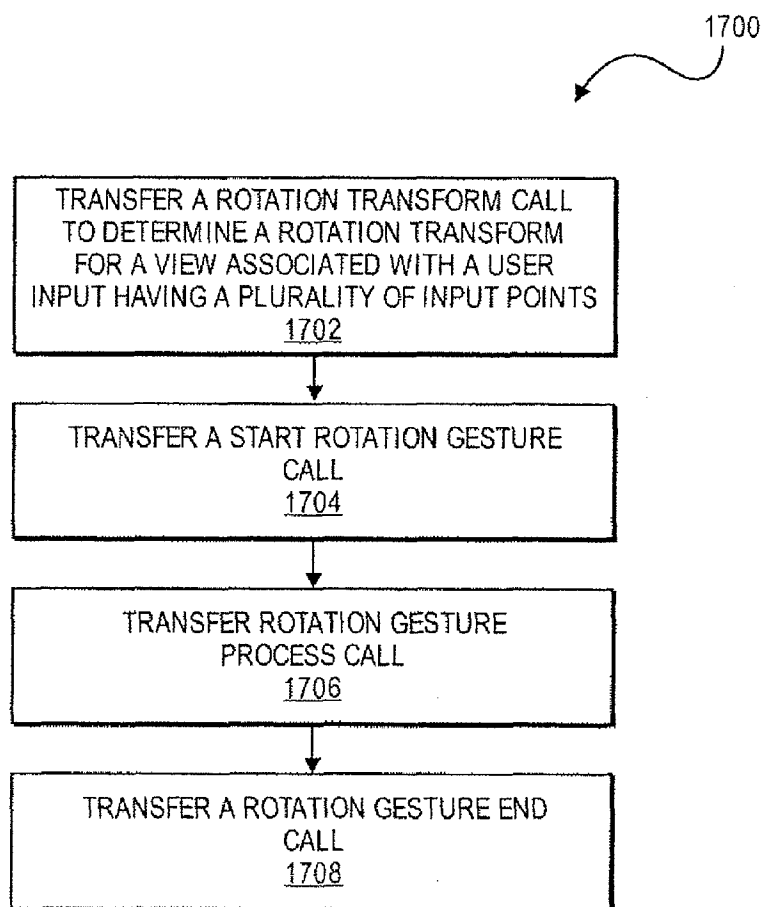 1700
TRANSFER A ROTATION TRANSFORM CALL
TO DETERMINE A ROTATION TRANSFORM
FOR A VIEW ASSOCIATED WITH A USER
INPUT HAVING A PLURALITY OF INPUT POINTS
1702
TRANSFER A START ROTATION GESTURE
CALL
1704
TRANSFER ROTATION GESTURE
PROCESS CALL
1706
TRANSFER A ROTATION GESTURE END
CALL
1708